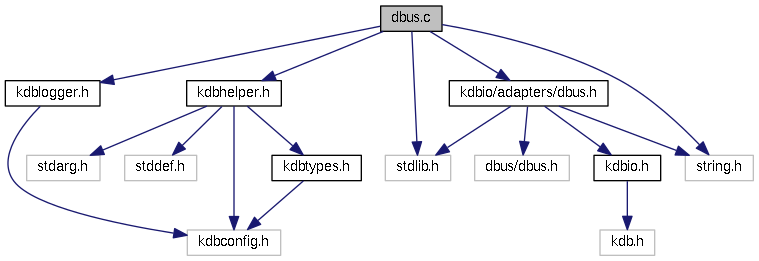 dbus.c
kdblogger.h
kdbhelper.h
kdbio/adapters/dbus.h
stdarg.h
stddef.h
kdbtypes.h
stdlib.h
dbus/dbus.h
kdbio.h
string.h
kdbconfig.h
kdb.h